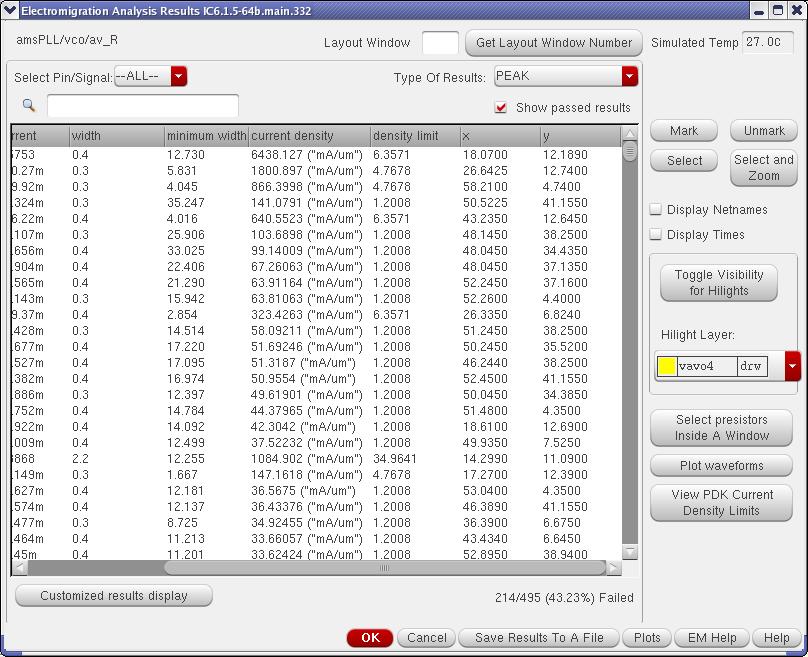 Electromigration Analysis Results IC6.1.5-64b.main.332
amsPLL/vco/av_R
Layout Window
Get Layout Window Number
Simulated Temp 27.0C
Select Pin/Signal: --ALL--
Type Of Results: PEAK
Show passed results
rrent width minimum width current density density limit x y
3753 0.4 12.730 6438.127 ("mA/um") 6.3571 18.0700 12.1890
0.27m 0.3 5.831 1800.897 ("mA/um") 4.7678 26.6425 12.7400
9.92m 0.3 4.045 866.3998 ("mA/um") 4.7678 58.2100 4.7400
.324m 0.3 35.247 141.0791 ("mA/um") 1.2008 50.5225 41.1550
6.22m 0.4 4.016 640.5523 ("mA/um") 6.3571 43.2350 12.6450
.107m 0.3 25.906 103.6898 ("mA/um") 1.2008 48.1450 38.2500
.656m 0.4 33.025 99.14009 ("mA/um") 1.2008 48.0450 34.4350
.904m 0.4 22.406 67.26063 ("mA/um") 1.2008 48.0450 37.1350
.565m 0.4 21.290 63.91164 ("mA/um") 1.2008 52.2450 37.1600
.143m 0.3 15.942 63.81063 ("mA/um") 1.2008 52.2600 4.4000
9.37m 0.4 2.854 324.4263 ("mA/um") 6.3571 26.3350 6.8240
.428m 0.3 14.514 58.09211 ("mA/um") 1.2008 51.2450 38.2500
.677m 0.4 17.220 51.69246 ("mA/um") 1.2008 50.2450 35.5200
.527m 0.4 17.095 51.3187 ("mA/um") 1.2008 46.2440 38.2500
.382m 0.4 16.974 50.9554 ("mA/um") 1.2008 52.4500 41.1550
.886m 0.3 12.397 49.61901 ("mA/um") 1.2008 50.0450 34.3850
.752m 0.4 14.784 44.37965 ("mA/um") 1.2008 51.4800 4.3500
.922m 0.4 14.092 42.3042 ("mA/um") 1.2008 18.6100 12.6900
.009m 0.4 12.499 37.52232 ("mA/um") 1.2008 49.9350 7.5250
3868 2.2 12.255 1084.902 ("mA/um") 34.9641 14.2990 11.0900
.149m 0.3 1.667 147.1618 ("mA/um") 4.7678 17.2700 12.3900
.627m 0.4 12.181 36.5675 ("mA/um") 1.2008 53.0400 4.3500
.574m 0.4 12.137 36.43376 ("mA/um") 1.2008 46.3890 41.1550
.477m 0.3 8.725 34.92455 ("mA/um") 1.2008 36.3900 6.6750
.464m 0.4 11.213 33.66057 ("mA/um") 1.2008 43.4340 6.6450
.45m 0.4 11.201 33.62424 ("mA/um") 1.2008 52.8950 38.9400
Customized results display
214/495 (43.23%) Failed
Mark
Unmark
Select
Select and
Zoom
Display Netnames
Display Times
Toggle Visibility
for Hilights
Hilight Layer:
vavo4 drw
Select presistors
Inside A Window
Plot waveforms
View PDK Current
Density Limits
OK
Cancel
Save Results To A File
Plots
EM Help
Help